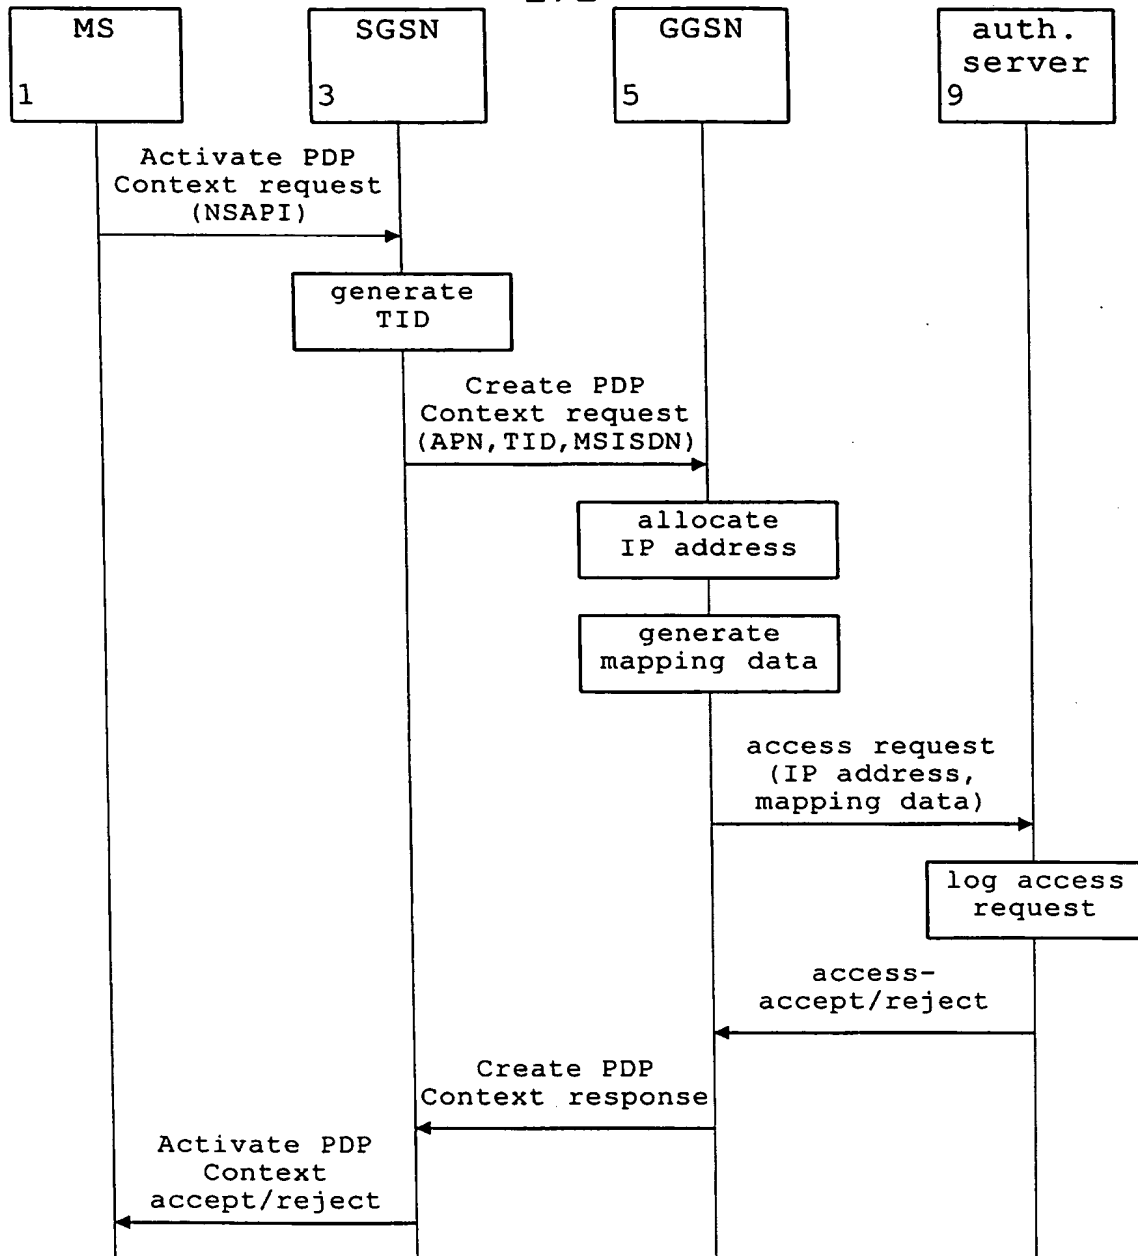 MS
SGSN
GGSN
auth.
server
1
3
5
9
Activate PDP
Context request
(NSAPI)
generate
TID
Create PDP
Context request
(APN,TID,MSISDN)
allocate
IP address
generate
mapping data
access request
(IP address,
mapping data)
log access
request
access-
accept/reject
Create PDP
Context response
Activate PDP
Context
accept/reject